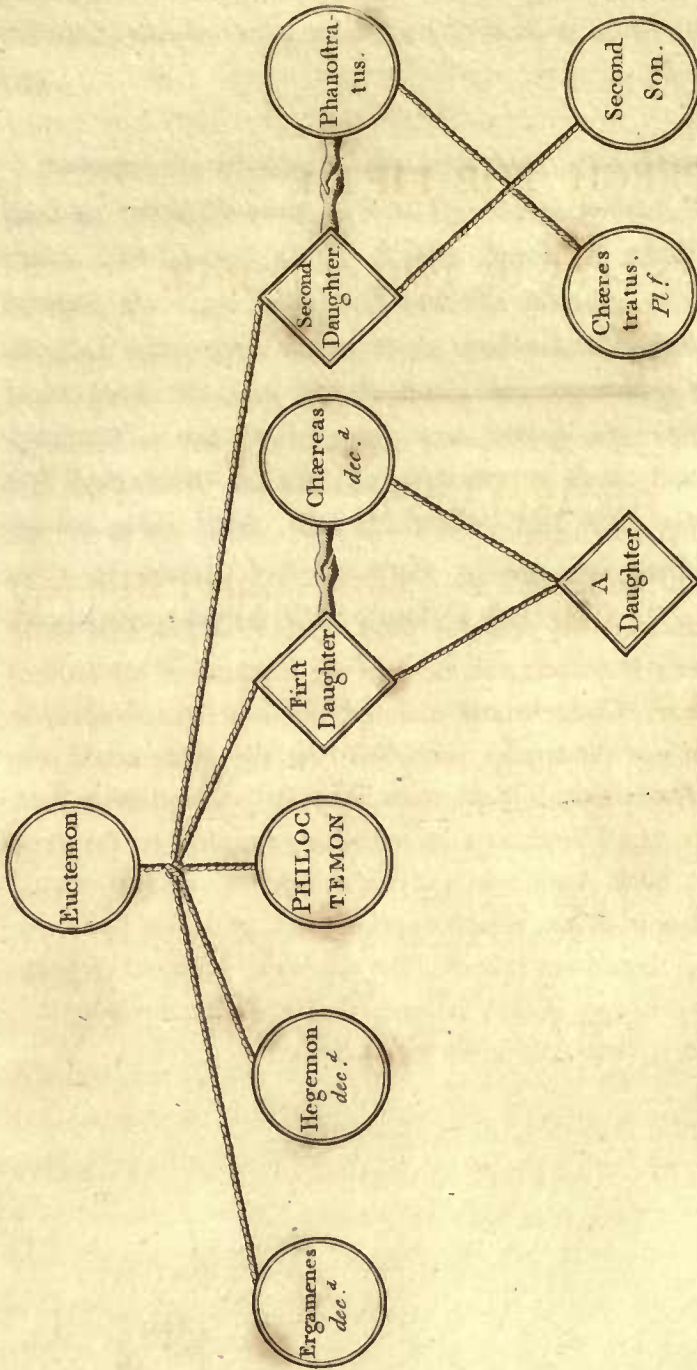 Euctemon
Ergamenes
dec.d
Hegemon
dec.d
PHILOC
TEMON
Firſt
Daughter
Chæreas
dec.d
Second
Daughter
Phanoſtra-
tus.
A
Daughter
Chæres
tratus.
Pl.f
Second
Son.